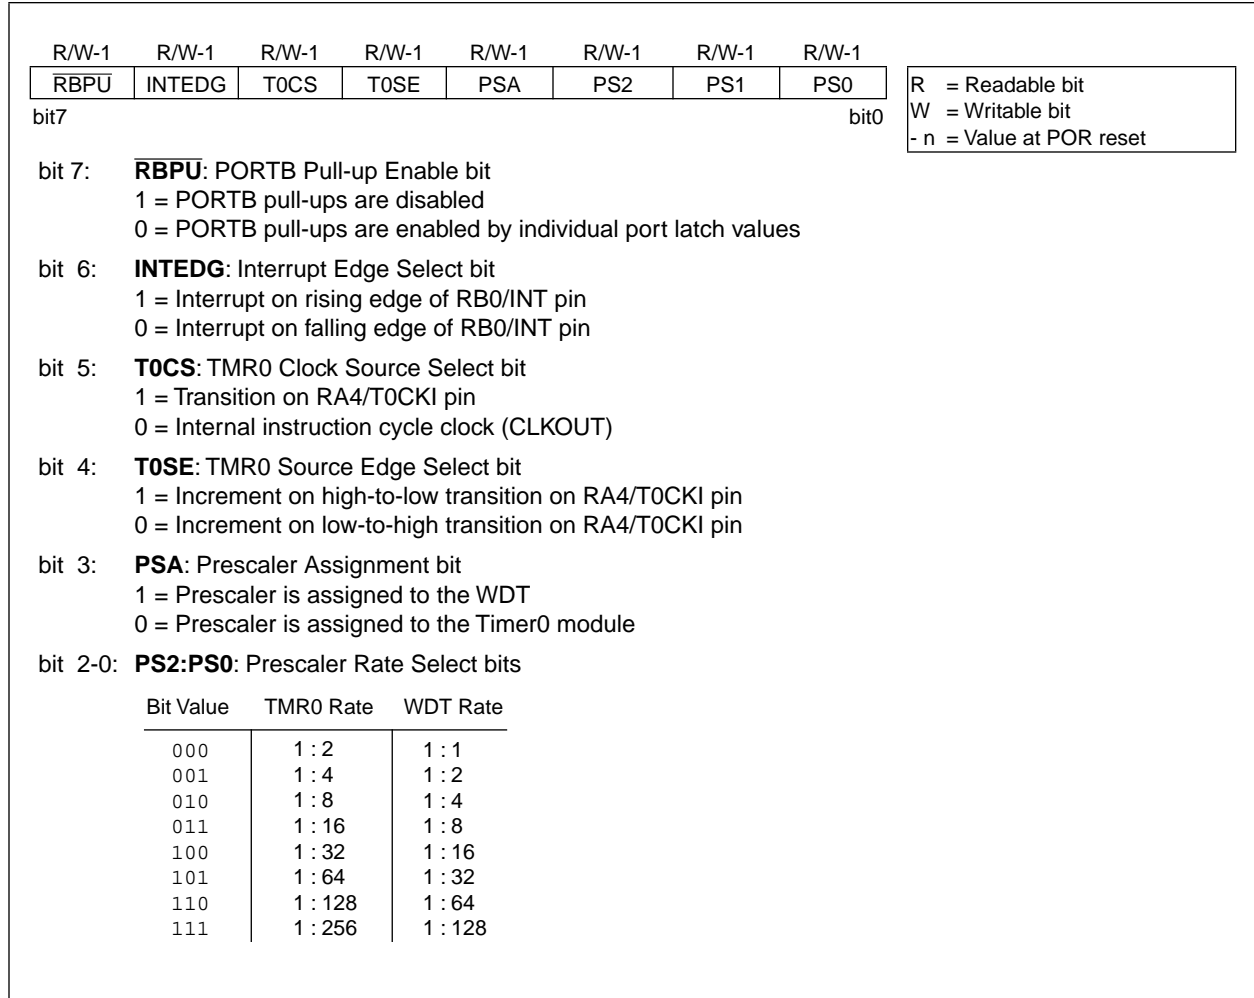 R/W-1 R/W-1 R/W-1 R/W-1 R/W-1 R/W-1 R/W-1 R/W-1
RBPU INTEDG T0CS T0SE PSA PS2 PS1 PS0
bit7 bit0
R = Readable bit
W = Writable bit
- n = Value at POR reset
bit 7: RBPU: PORTB Pull-up Enable bit
1 = PORTB pull-ups are disabled
0 = PORTB pull-ups are enabled by individual port latch values
bit 6: INTEDG: Interrupt Edge Select bit
1 = Interrupt on rising edge of RB0/INT pin
0 = Interrupt on falling edge of RB0/INT pin
bit 5: T0CS: TMR0 Clock Source Select bit
1 = Transition on RA4/T0CKI pin
0 = Internal instruction cycle clock (CLKOUT)
bit 4: T0SE: TMR0 Source Edge Select bit
1 = Increment on high-to-low transition on RA4/T0CKI pin
0 = Increment on low-to-high transition on RA4/T0CKI pin
bit 3: PSA: Prescaler Assignment bit
1 = Prescaler is assigned to the WDT
0 = Prescaler is assigned to the Timer0 module
bit 2-0: PS2:PS0: Prescaler Rate Select bits
Bit Value TMR0 Rate WDT Rate
000 1 : 2 1 : 1
001 1 : 4 1 : 2
010 1 : 8 1 : 4
011 1 : 16 1 : 8
100 1 : 32 1 : 16
101 1 : 64 1 : 32
110 1 : 128 1 : 64
111 1 : 256 1 : 128